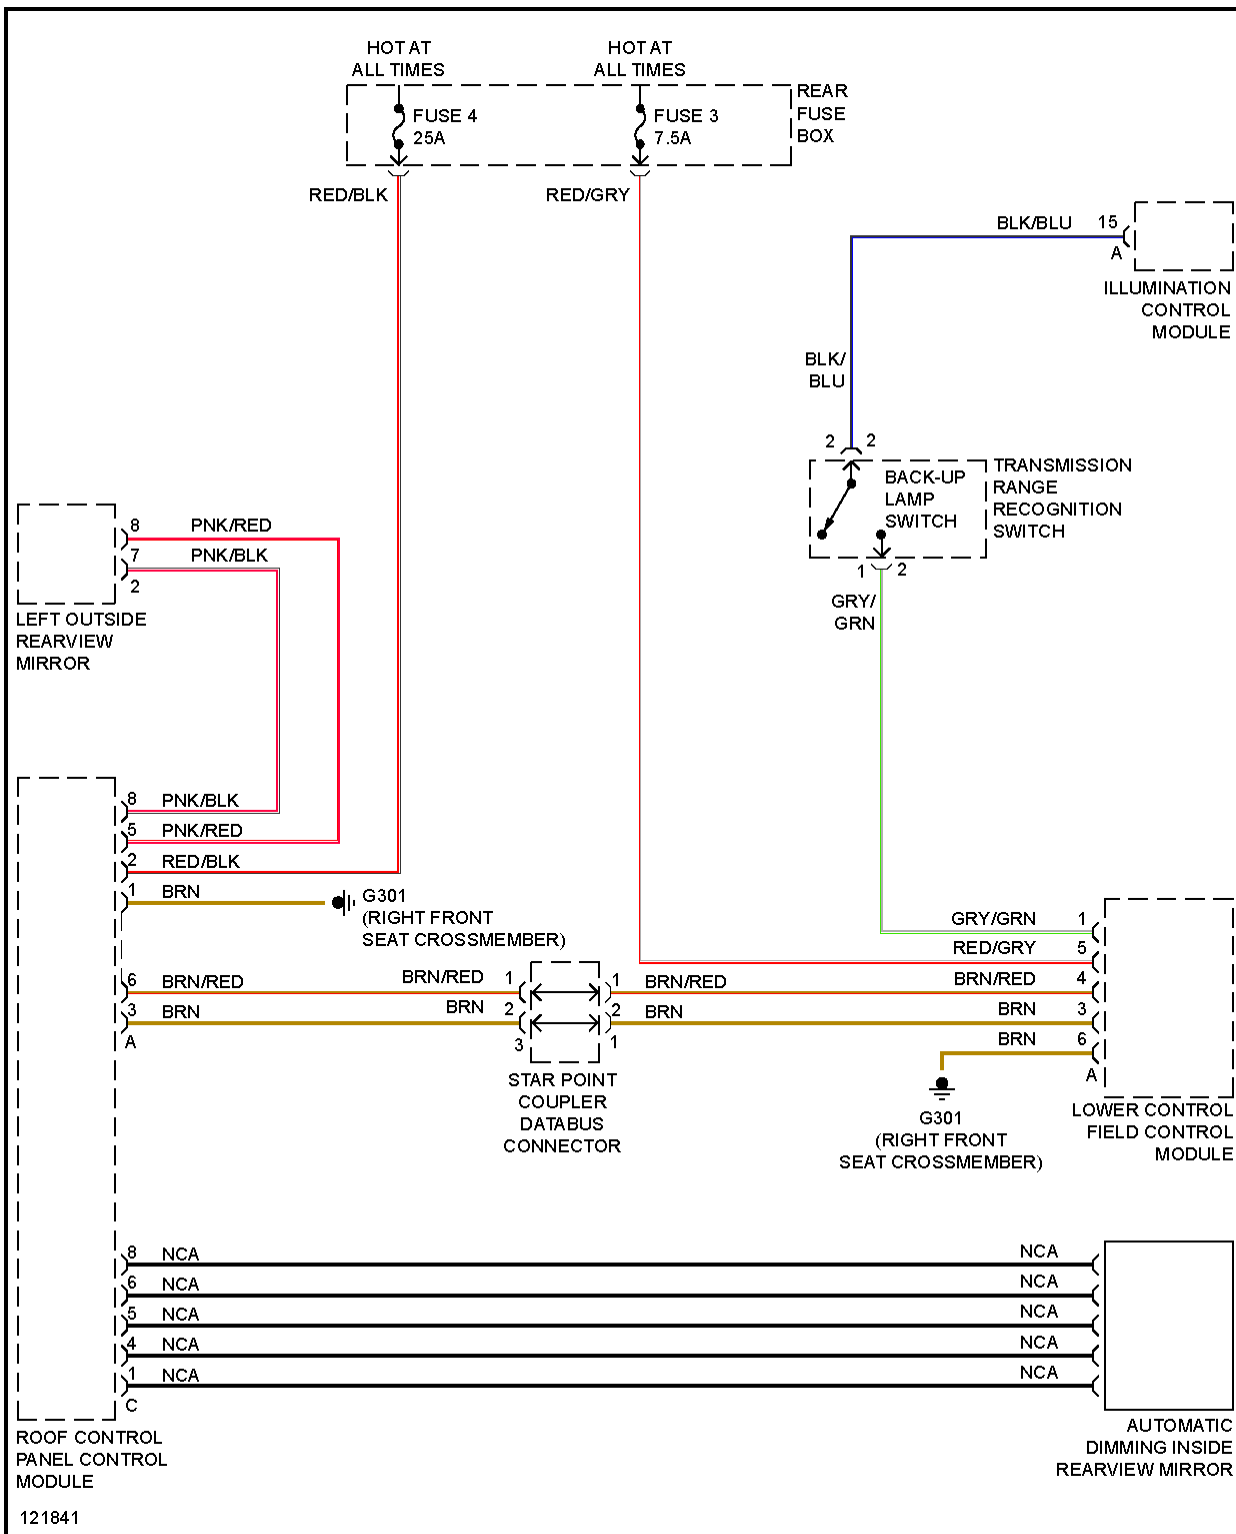 HOT AT
ALL TIMES
HOT AT
ALL TIMES
FUSE 4
25A
FUSE 3
7.5A
REAR
FUSE
BOX
RED/BLK
RED/GRY
BLK/BLU
15
A
ILLUMINATION
CONTROL
MODULE
BLK/
BLU
2
2
BACK-UP
LAMP
SWITCH
TRANSMISSION
RANGE
RECOGNITION
SWITCH
1
2
GRY/
GRN
8
PNK/RED
7
PNK/BLK
2
LEFT OUTSIDE
REARVIEW
MIRROR
8
PNK/BLK
5
PNK/RED
2
RED/BLK
1
BRN
G301
(RIGHT FRONT
SEAT CROSSMEMBER)
6
BRN/RED
BRN/RED
1
1
BRN/RED
3
BRN
BRN
2
2
BRN
A
3
1
STAR POINT
COUPLER
DATABUS
CONNECTOR
GRY/GRN
1
RED/GRY
5
BRN/RED
4
BRN
3
BRN
6
A
G301
(RIGHT FRONT
SEAT CROSSMEMBER)
LOWER CONTROL
FIELD CONTROL
MODULE
8
NCA
NCA
6
NCA
NCA
5
NCA
NCA
4
NCA
NCA
1
NCA
NCA
C
ROOF CONTROL
PANEL CONTROL
MODULE
AUTOMATIC
DIMMING INSIDE
REARVIEW MIRROR
121841